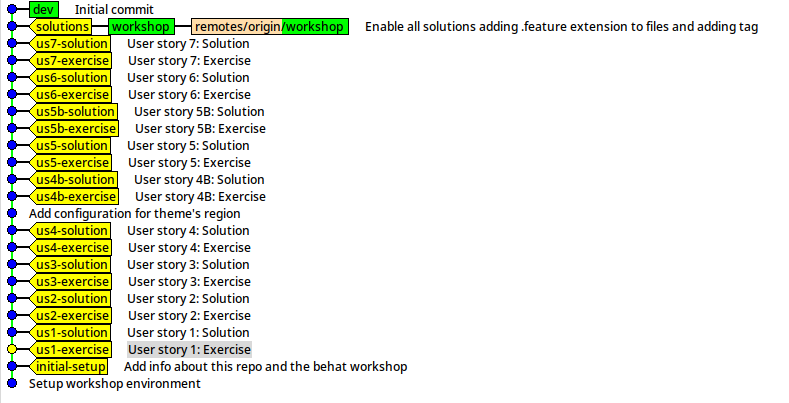 dev Initial commit
solutions workshop remotes/origin/workshop Enable all solutions adding .feature extension to files and adding tag
us7-solution User story 7: Solution
us7-exercise User story 7: Exercise
us6-solution User story 6: Solution
us6-exercise User story 6: Exercise
us5b-solution User story 5B: Solution
us5b-exercise User story 5B: Exercise
us5-solution User story 5: Solution
us5-exercise User story 5: Exercise
us4b-solution User story 4B: Solution
us4b-exercise User story 4B: Exercise
Add configuration for theme's region
us4-solution User story 4: Solution
us4-exercise User story 4: Exercise
us3-solution User story 3: Solution
us3-exercise User story 3: Exercise
us2-solution User story 2: Solution
us2-exercise User story 2: Exercise
us1-solution User story 1: Solution
us1-exercise User story 1: Exercise
initial-setup Add info about this repo and the behat workshop
Setup workshop environment